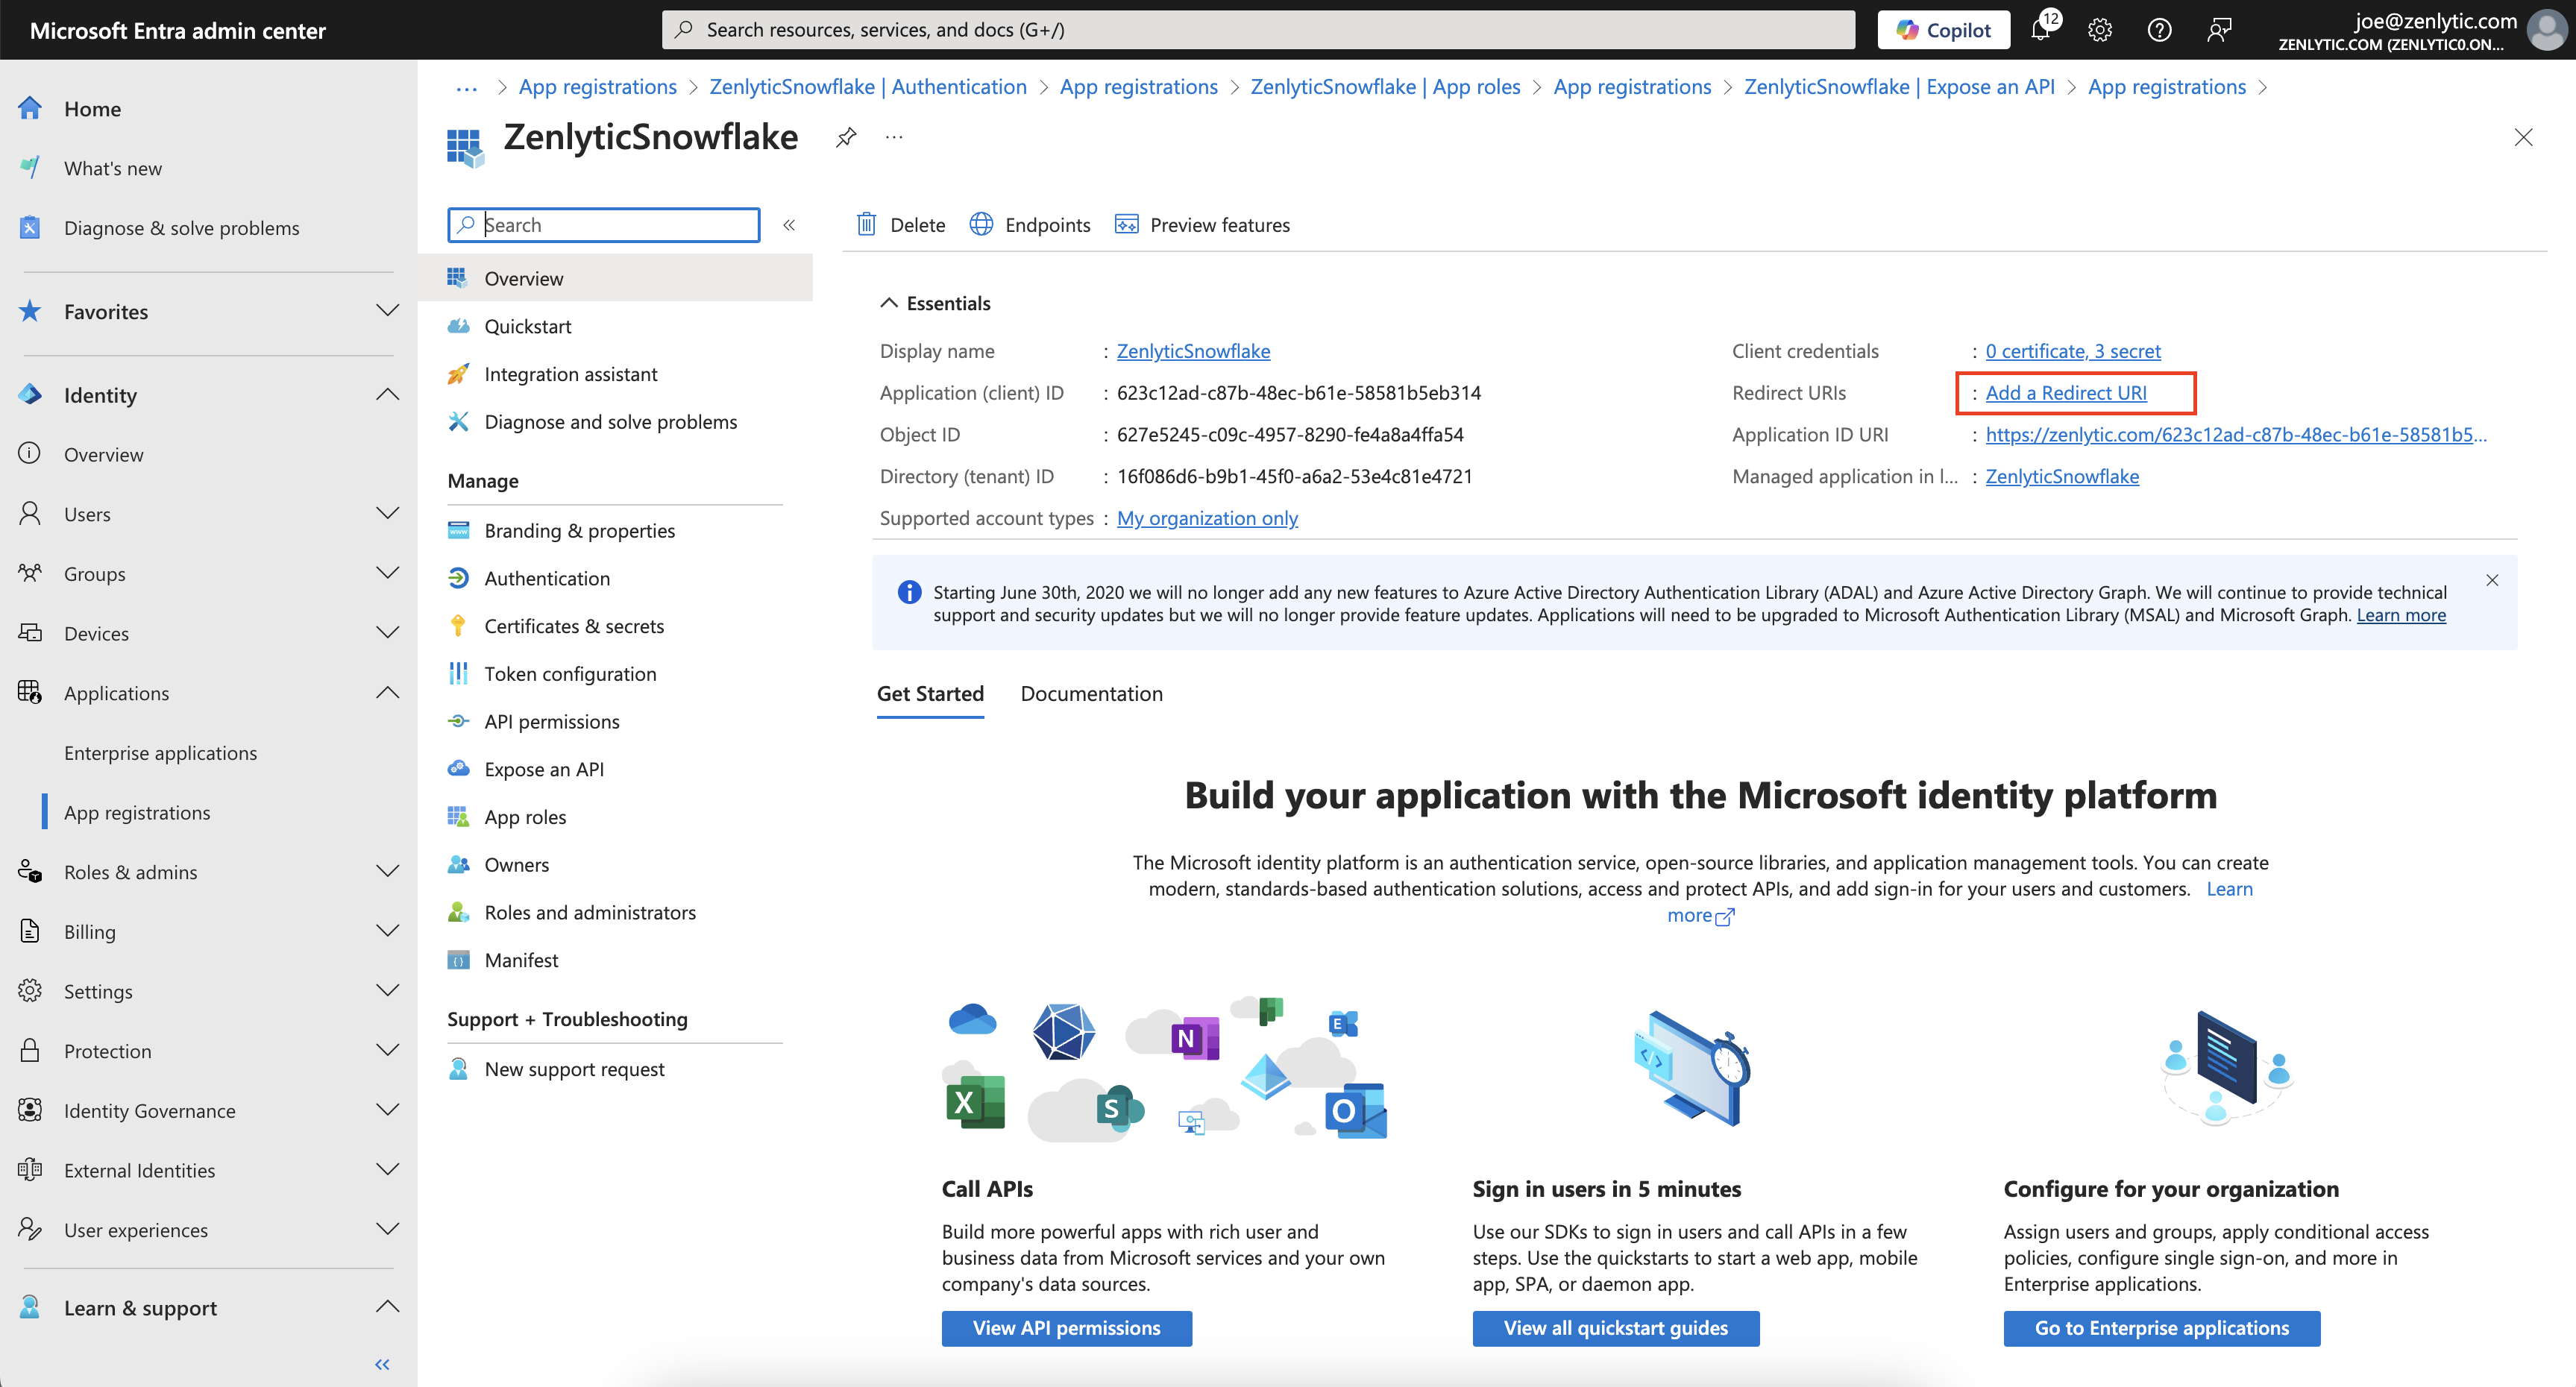 Microsoft Entra admin center
Search resources, services, and docs (G+/)
Copilot
12
joe@zenlytic.com
ZENLYTIC.COM (ZENLYTIC0.ON...
Home
What's new
Diagnose & solve problems
Favorites
Identity
Overview
Users
Groups
Devices
Applications
Enterprise applications
App registrations
Roles & admins
Billing
Settings
Protection
Identity Governance
External Identities
User experiences
Learn & support
... > App registrations > ZenlyticSnowflake | Authentication > App registrations > ZenlyticSnowflake | App roles > App registrations > ZenlyticSnowflake | Expose an API > App registrations >
ZenlyticSnowflake
Search
Overview
Quickstart
Integration assistant
Diagnose and solve problems
Manage
Branding & properties
Authentication
Certificates & secrets
Token configuration
API permissions
Expose an API
App roles
Owners
Roles and administrators
Manifest
Support + Troubleshooting
New support request
Delete
Endpoints
Preview features
Essentials
Display name : ZenlyticSnowflake
Application (client) ID : 623c12ad-c87b-48ec-b61e-58581b5eb314
Object ID : 627e5245-c09c-4957-8290-fe4a8a4ffa54
Directory (tenant) ID : 16f086d6-b9b1-45f0-a6a2-53e4c81e4721
Supported account types : My organization only
Client credentials : 0 certificate, 3 secret
Redirect URIs : Add a Redirect URI
Application ID URI : https://zenlytic.com/623c12ad-c87b-48ec-b61e-58581b5...
Managed application in l... : ZenlyticSnowflake
Starting June 30th, 2020 we will no longer add any new features to Azure Active Directory Authentication Library (ADAL) and Azure Active Directory Graph. We will continue to provide technical
support and security updates but we will no longer provide feature updates. Applications will need to be upgraded to Microsoft Authentication Library (MSAL) and Microsoft Graph. Learn more
Get Started
Documentation
Build your application with the Microsoft identity platform
The Microsoft identity platform is an authentication service, open-source libraries, and application management tools. You can create
modern, standards-based authentication solutions, access and protect APIs, and add sign-in for your users and customers. Learn
more
N
E
X
S
O
Call APIs
Build more powerful apps with rich user and
business data from Microsoft services and your own
company's data sources.
View API permissions
Sign in users in 5 minutes
Use our SDKs to sign in users and call APIs in a few
steps. Use the quickstarts to start a web app, mobile
app, SPA, or daemon app.
View all quickstart guides
Configure for your organization
Assign users and groups, apply conditional access
policies, configure single sign-on, and more in
Enterprise applications.
Go to Enterprise applications